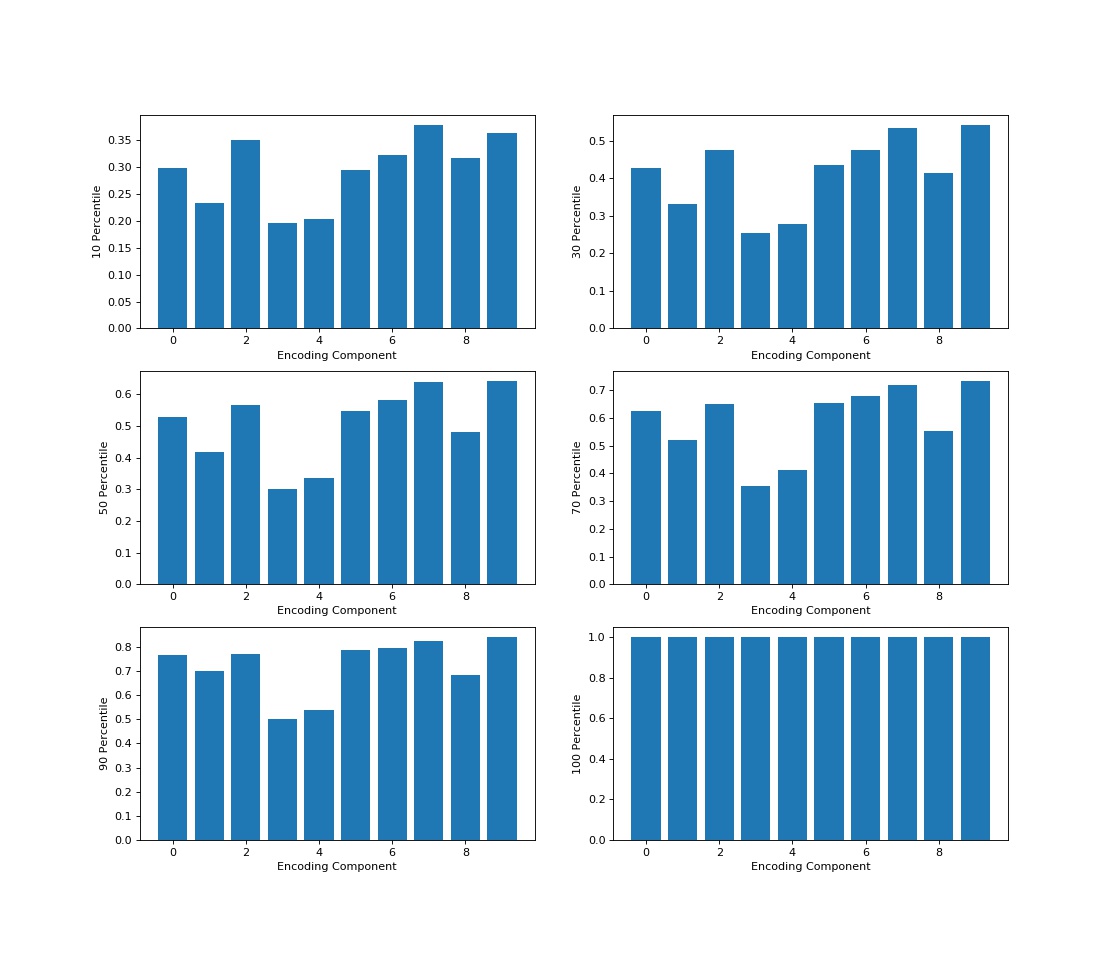 0.35
0.30
0.25
0.20
0.15
0.10
0.05
0.00
10 Percentile
0 2 4 6 8
Encoding Component
0.5
0.4
0.3
0.2
0.1
0.0
30 Percentile
0 2 4 6 8
Encoding Component
0.6
0.5
0.4
0.3
0.2
0.1
0.0
50 Percentile
0 2 4 6 8
Encoding Component
0.7
0.6
0.5
0.4
0.3
0.2
0.1
0.0
70 Percentile
0 2 4 6 8
Encoding Component
0.8
0.7
0.6
0.5
0.4
0.3
0.2
0.1
0.0
90 Percentile
0 2 4 6 8
Encoding Component
1.0
0.8
0.6
0.4
0.2
0.0
100 Percentile
0 2 4 6 8
Encoding Component